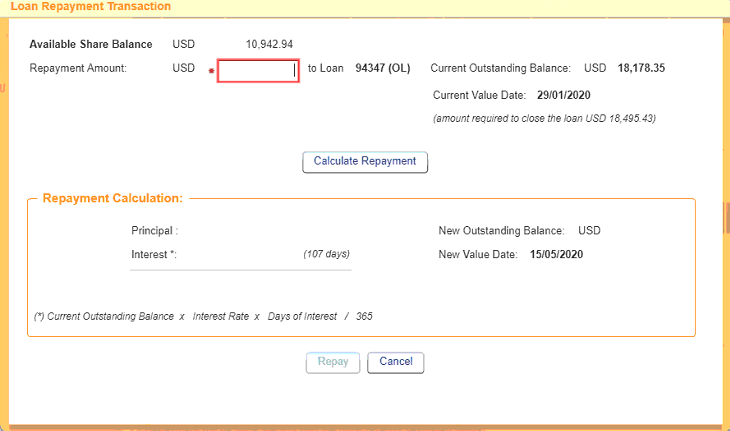 Loan Repayment Transaction
Available Share Balance USD 10,942.94
Repayment Amount: USD * to Loan 94347 (OL) Current Outstanding Balance: USD 18,178.35
Current Value Date: 29/01/2020
(amount required to close the loan USD 18,495.43)
Calculate Repayment
Repayment Calculation:
Principal : New Outstanding Balance: USD
Interest *: (107 days) New Value Date: 15/05/2020
(*) Current Outstanding Balance x Interest Rate x Days of Interest / 365
Repay Cancel